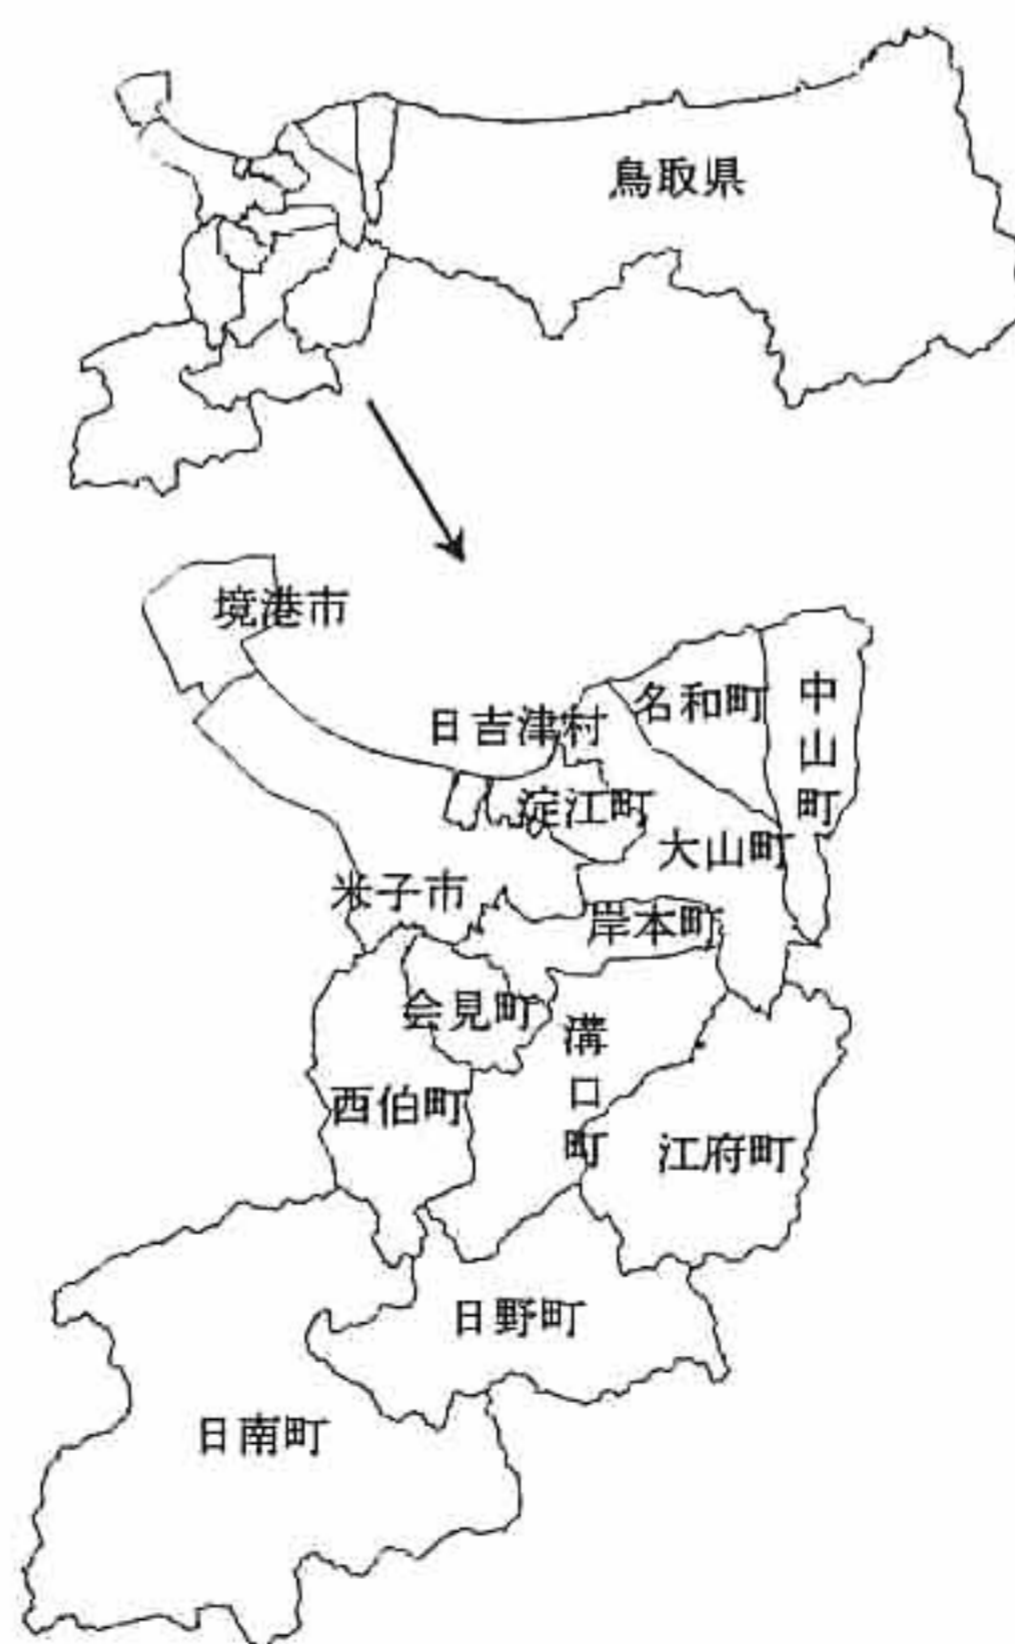 鳥取県
境港市
日吉津村
名和町
中山町
淀江町
大山町
米子市
岸本町
会見町
溝口町
西伯町
江府町
日野町
日南町